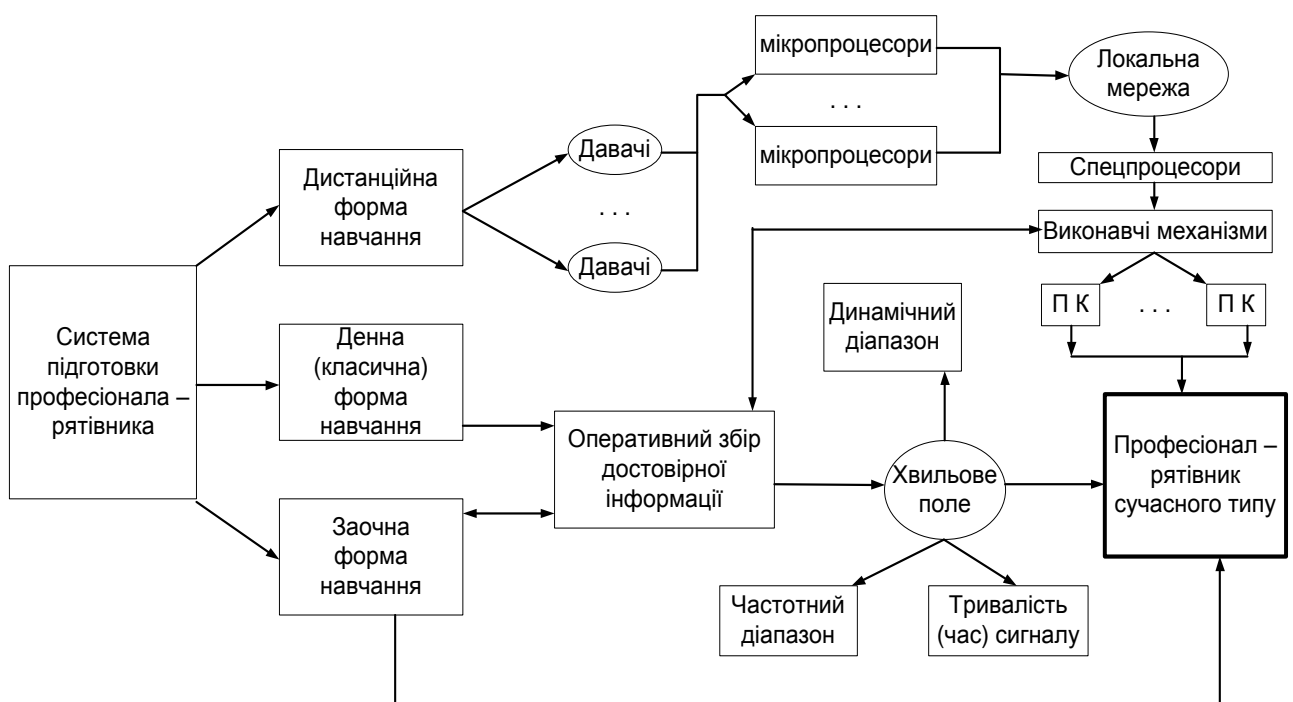 мікропроцесори
. . .
мікропроцесори
Локальна
мережа
Спецпроцесори
Виконавчі механізми
П К
. . .
П К
Давачі
. . .
Давачі
Дистанційна
форма
навчання
Система
підготовки
професіонала –
рятівника
Денна
(класична)
форма
навчання
Заочна
форма
навчання
Оперативний збір
достовірної
інформації
Динамічний
діапазон
Хвильове
поле
Частотний
діапазон
Тривалість
(час) сигналу
Професіонал –
рятівник
сучасного типу